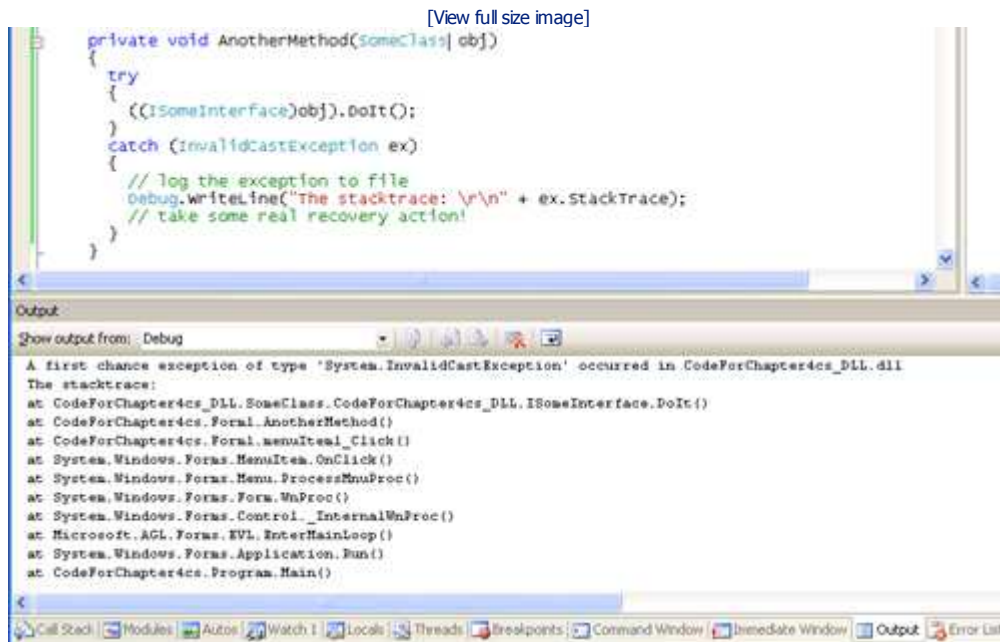 [View full size image]
private void AnotherMethod(SomeClass obj)
{
try
{
((ISomeInterface)obj).DoIt();
}
catch (InvalidCastException ex)
{
// log the exception to file
Debug.WriteLine("The stacktrace: \r\n" + ex.StackTrace);
// take some real recovery action!
}
}
Output
Show output from: Debug
A first chance exception of type 'System.InvalidCastException' occurred in CodeForChapter4cs_DLL.dll
The stacktrace:
at CodeForChapter4cs_DLL.SomeClass.CodeForChapter4cs_DLL.ISomeInterface.DoIt()
at CodeForChapter4cs.Form1.AnotherMethod()
at CodeForChapter4cs.Form1.menuItem1_Click()
at System.Windows.Forms.MenuItem.OnClick()
at System.Windows.Forms.Menu.ProcessMnuProc()
at System.Windows.Forms.Form.WnProc()
at System.Windows.Forms.Control._InternalWnProc()
at Microsoft.AGL.Forms.EVL.EnterMainLoop()
at System.Windows.Forms.Application.Run()
at CodeForChapter4cs.Program.Main()
Call Stack Modules Autos Watch 1 Locals Threads Breakpoints Command Window Immediate Window Output Error List